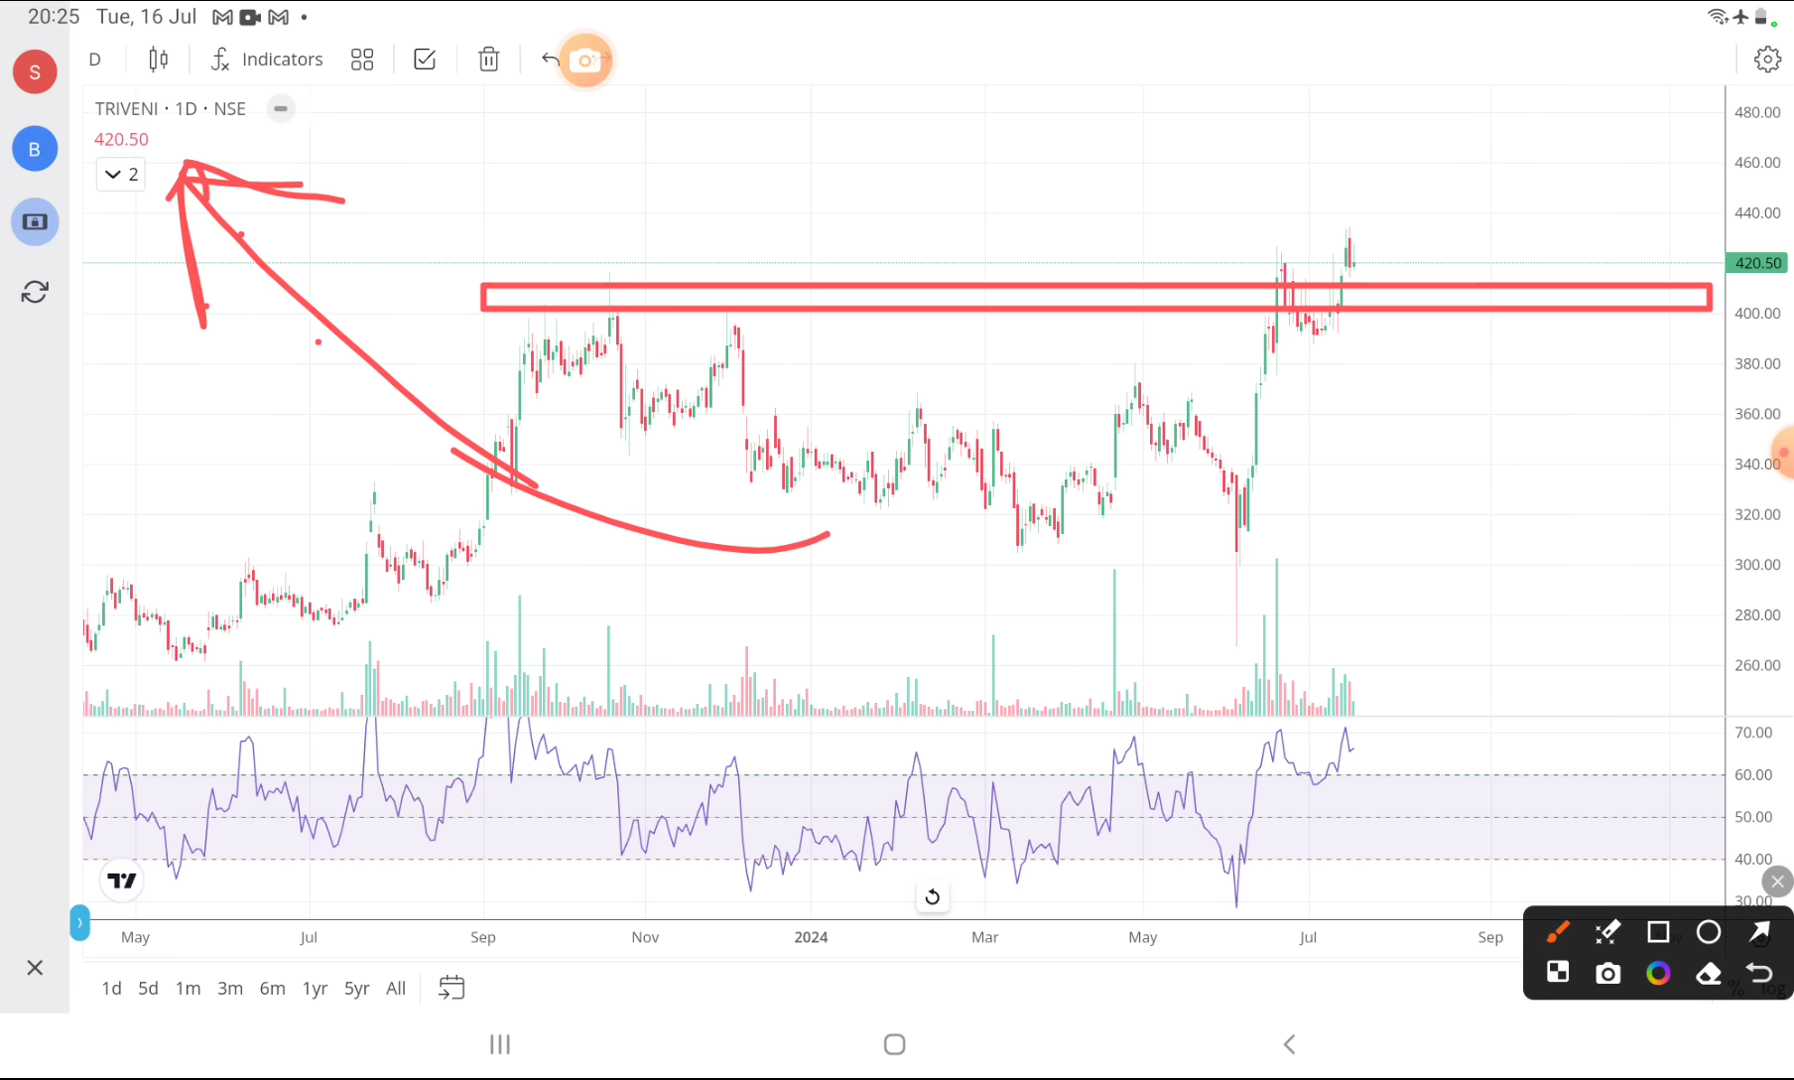 20:25 Tue, 16 Jul
S
D Indicators
TRIVENI · 1D · NSE
420.50
2
B
480.00
460.00
440.00
420.50
400.00
380.00
360.00
340.00
320.00
300.00
280.00
260.00
70.00
60.00
50.00
40.00
30.00
May Jul Sep Nov 2024 Mar May Jul Sep
1d 5d 1m 3m 6m 1yr 5yr All % log